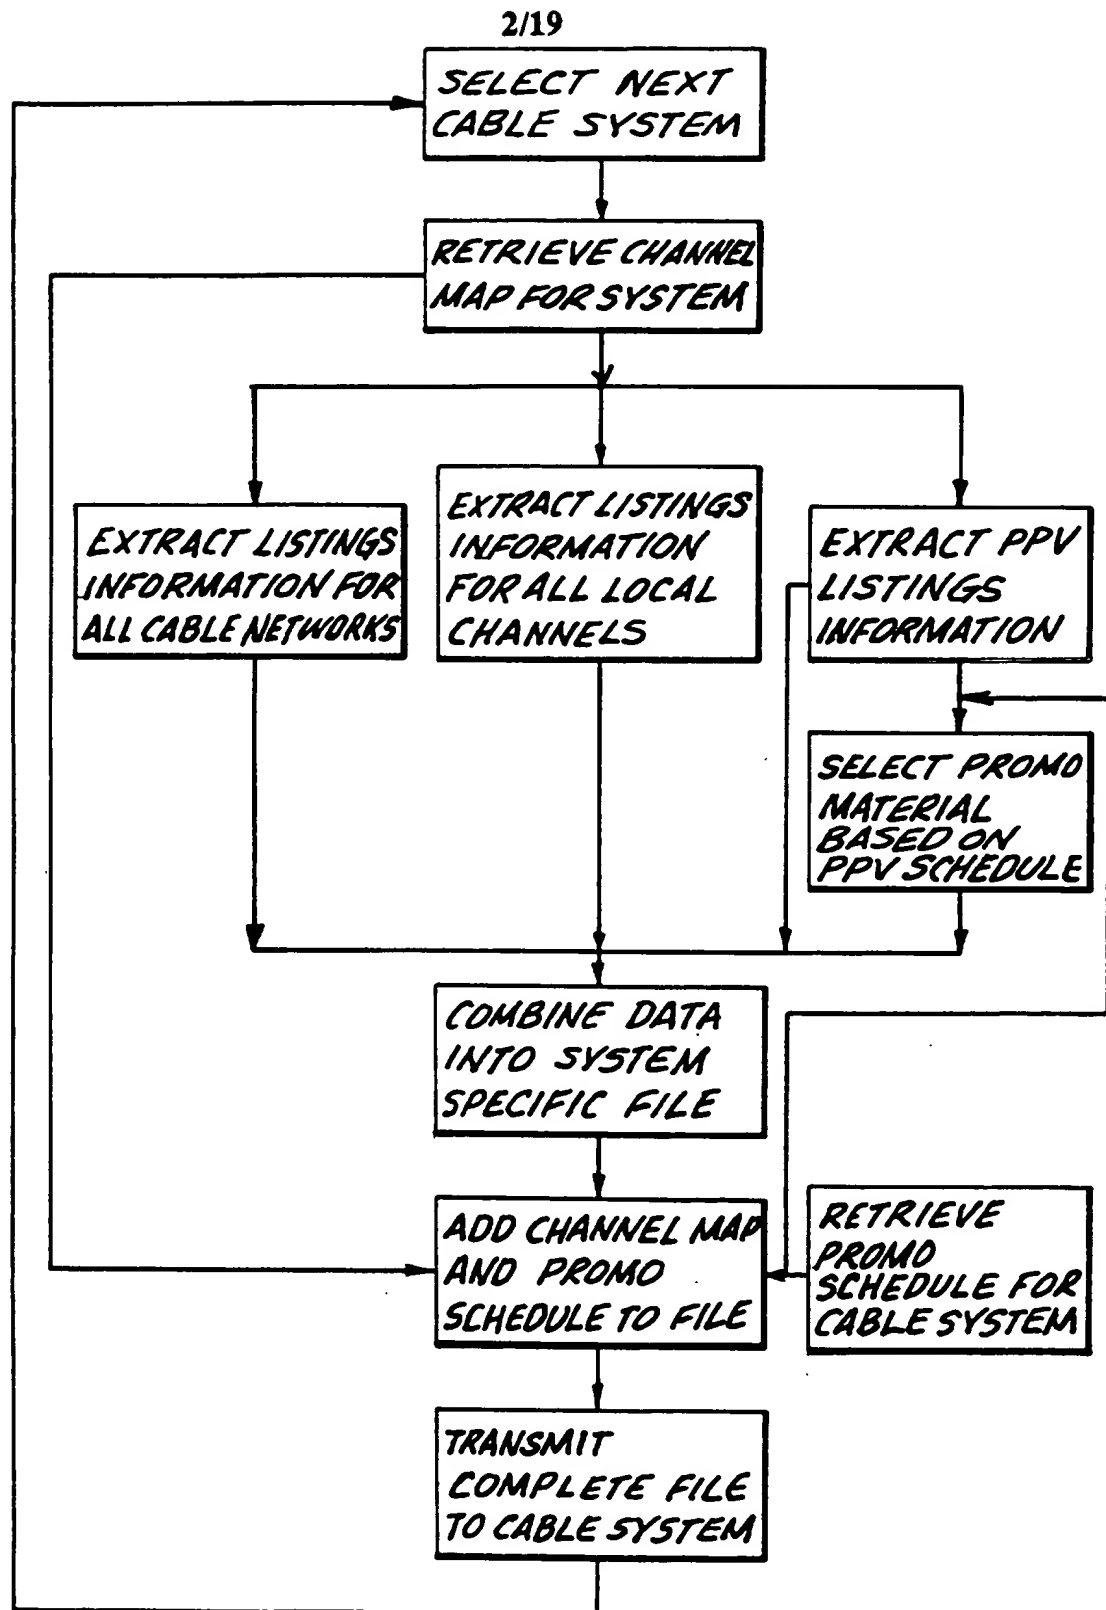 2/19
SELECT NEXT
CABLE SYSTEM
RETRIEVE CHANNEL
MAP FOR SYSTEM
EXTRACT LISTINGS
INFORMATION FOR
ALL CABLE NETWORKS
EXTRACT LISTINGS
INFORMATION
FOR ALL LOCAL
CHANNELS
EXTRACT PPV
LISTINGS
INFORMATION
SELECT PROMO
MATERIAL
BASED ON
PPV SCHEDULE
COMBINE DATA
INTO SYSTEM
SPECIFIC FILE
ADD CHANNEL MAP
AND PROMO
SCHEDULE TO FILE
RETRIEVE
PROMO
SCHEDULE FOR
CABLE SYSTEM
TRANSMIT
COMPLETE FILE
TO CABLE SYSTEM